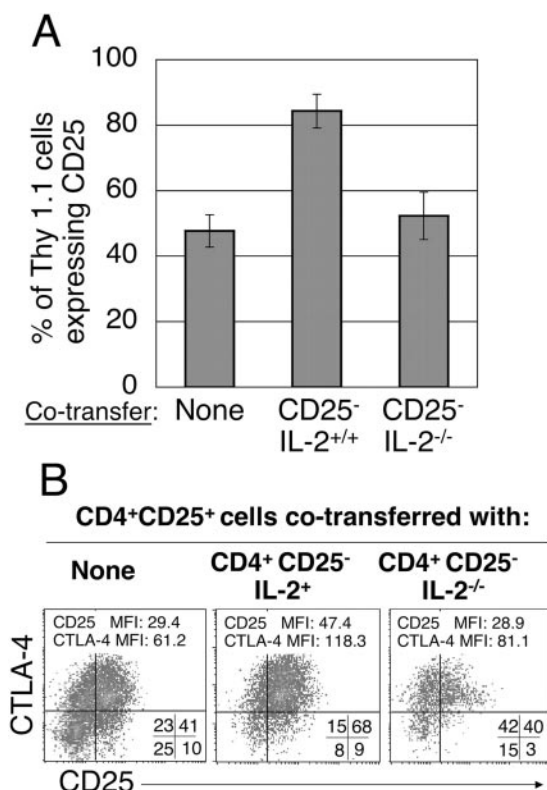 A
% of Thy 1.1 cells
expressing CD25
100
80
60
40
20
0
Co-transfer: None CD25- CD25-
IL-2+/+ IL-2-/-
B
CD4+CD25+ cells co-transferred with:
None CD4+ CD25- CD4+ CD25-
IL-2+ IL-2-/-
CD25 MFI: 29.4 CD25 MFI: 47.4 CD25 MFI: 28.9
CTLA-4 MFI: 61.2 CTLA-4 MFI: 118.3 CTLA-4 MFI: 81.1
CTLA-4
23 41 15 68 42 40
25 10 8 9 15 3
CD25